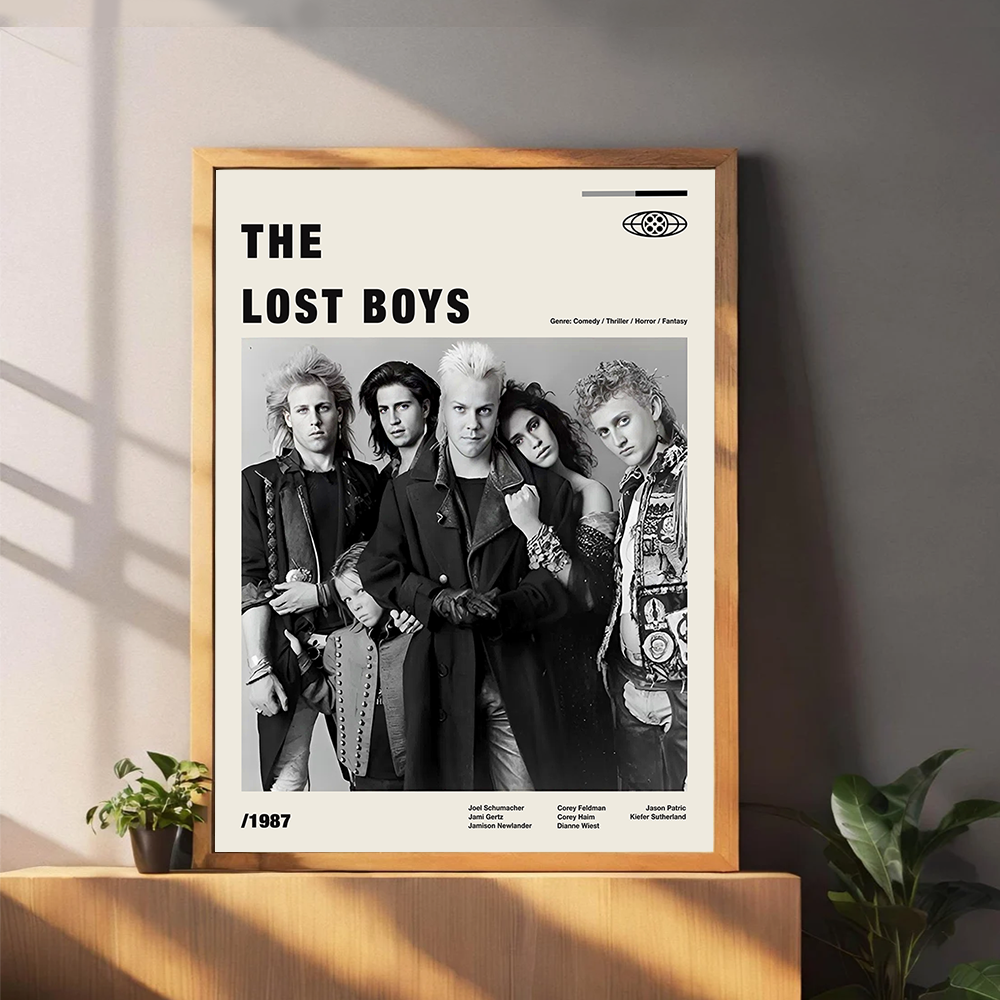 THE
LOST BOYS
Genre: Comedy / Thriller / Horror / Fantasy
/1987
Joel Schumacher
Jami Gertz
Jamison Newlander
Corey Feldman
Corey Haim
Dianne Wiest
Jason Patric
Kiefer Sutherland